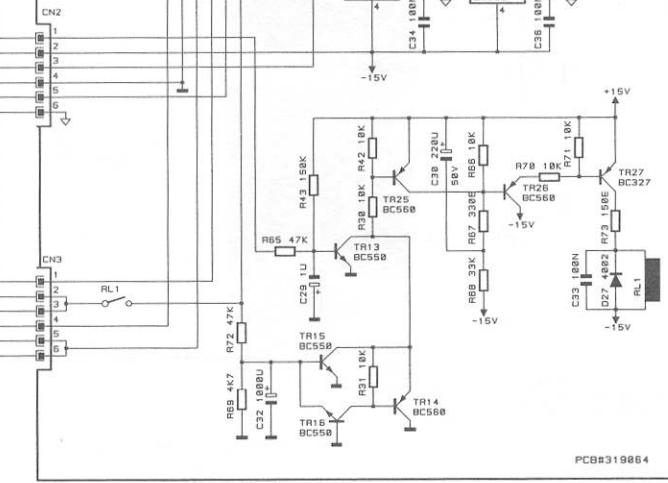 CN2
1
2
3
4
5
6
4
C34 100N
4
C36 100N
-15V
+15V
R42 10K
C30 220U
50V
R66 10K
R71 10K
R70 10K
TR27
BC327
R43 150K
R30 10K
TR25
BC560
R67 330E
TR26
BC560
-15V
R73 150E
R65 47K
TR13
BC550
C29 1U
R68 33K
-15V
C33 100N
D27 4002
RL1
-15V
CN3
1
2
3
4
5
6
RL1
R72 47K
R69 4K7
C32 1000U
TR15
BC550
R31 10K
TR14
BC560
TR16
BC550
PCB#319064